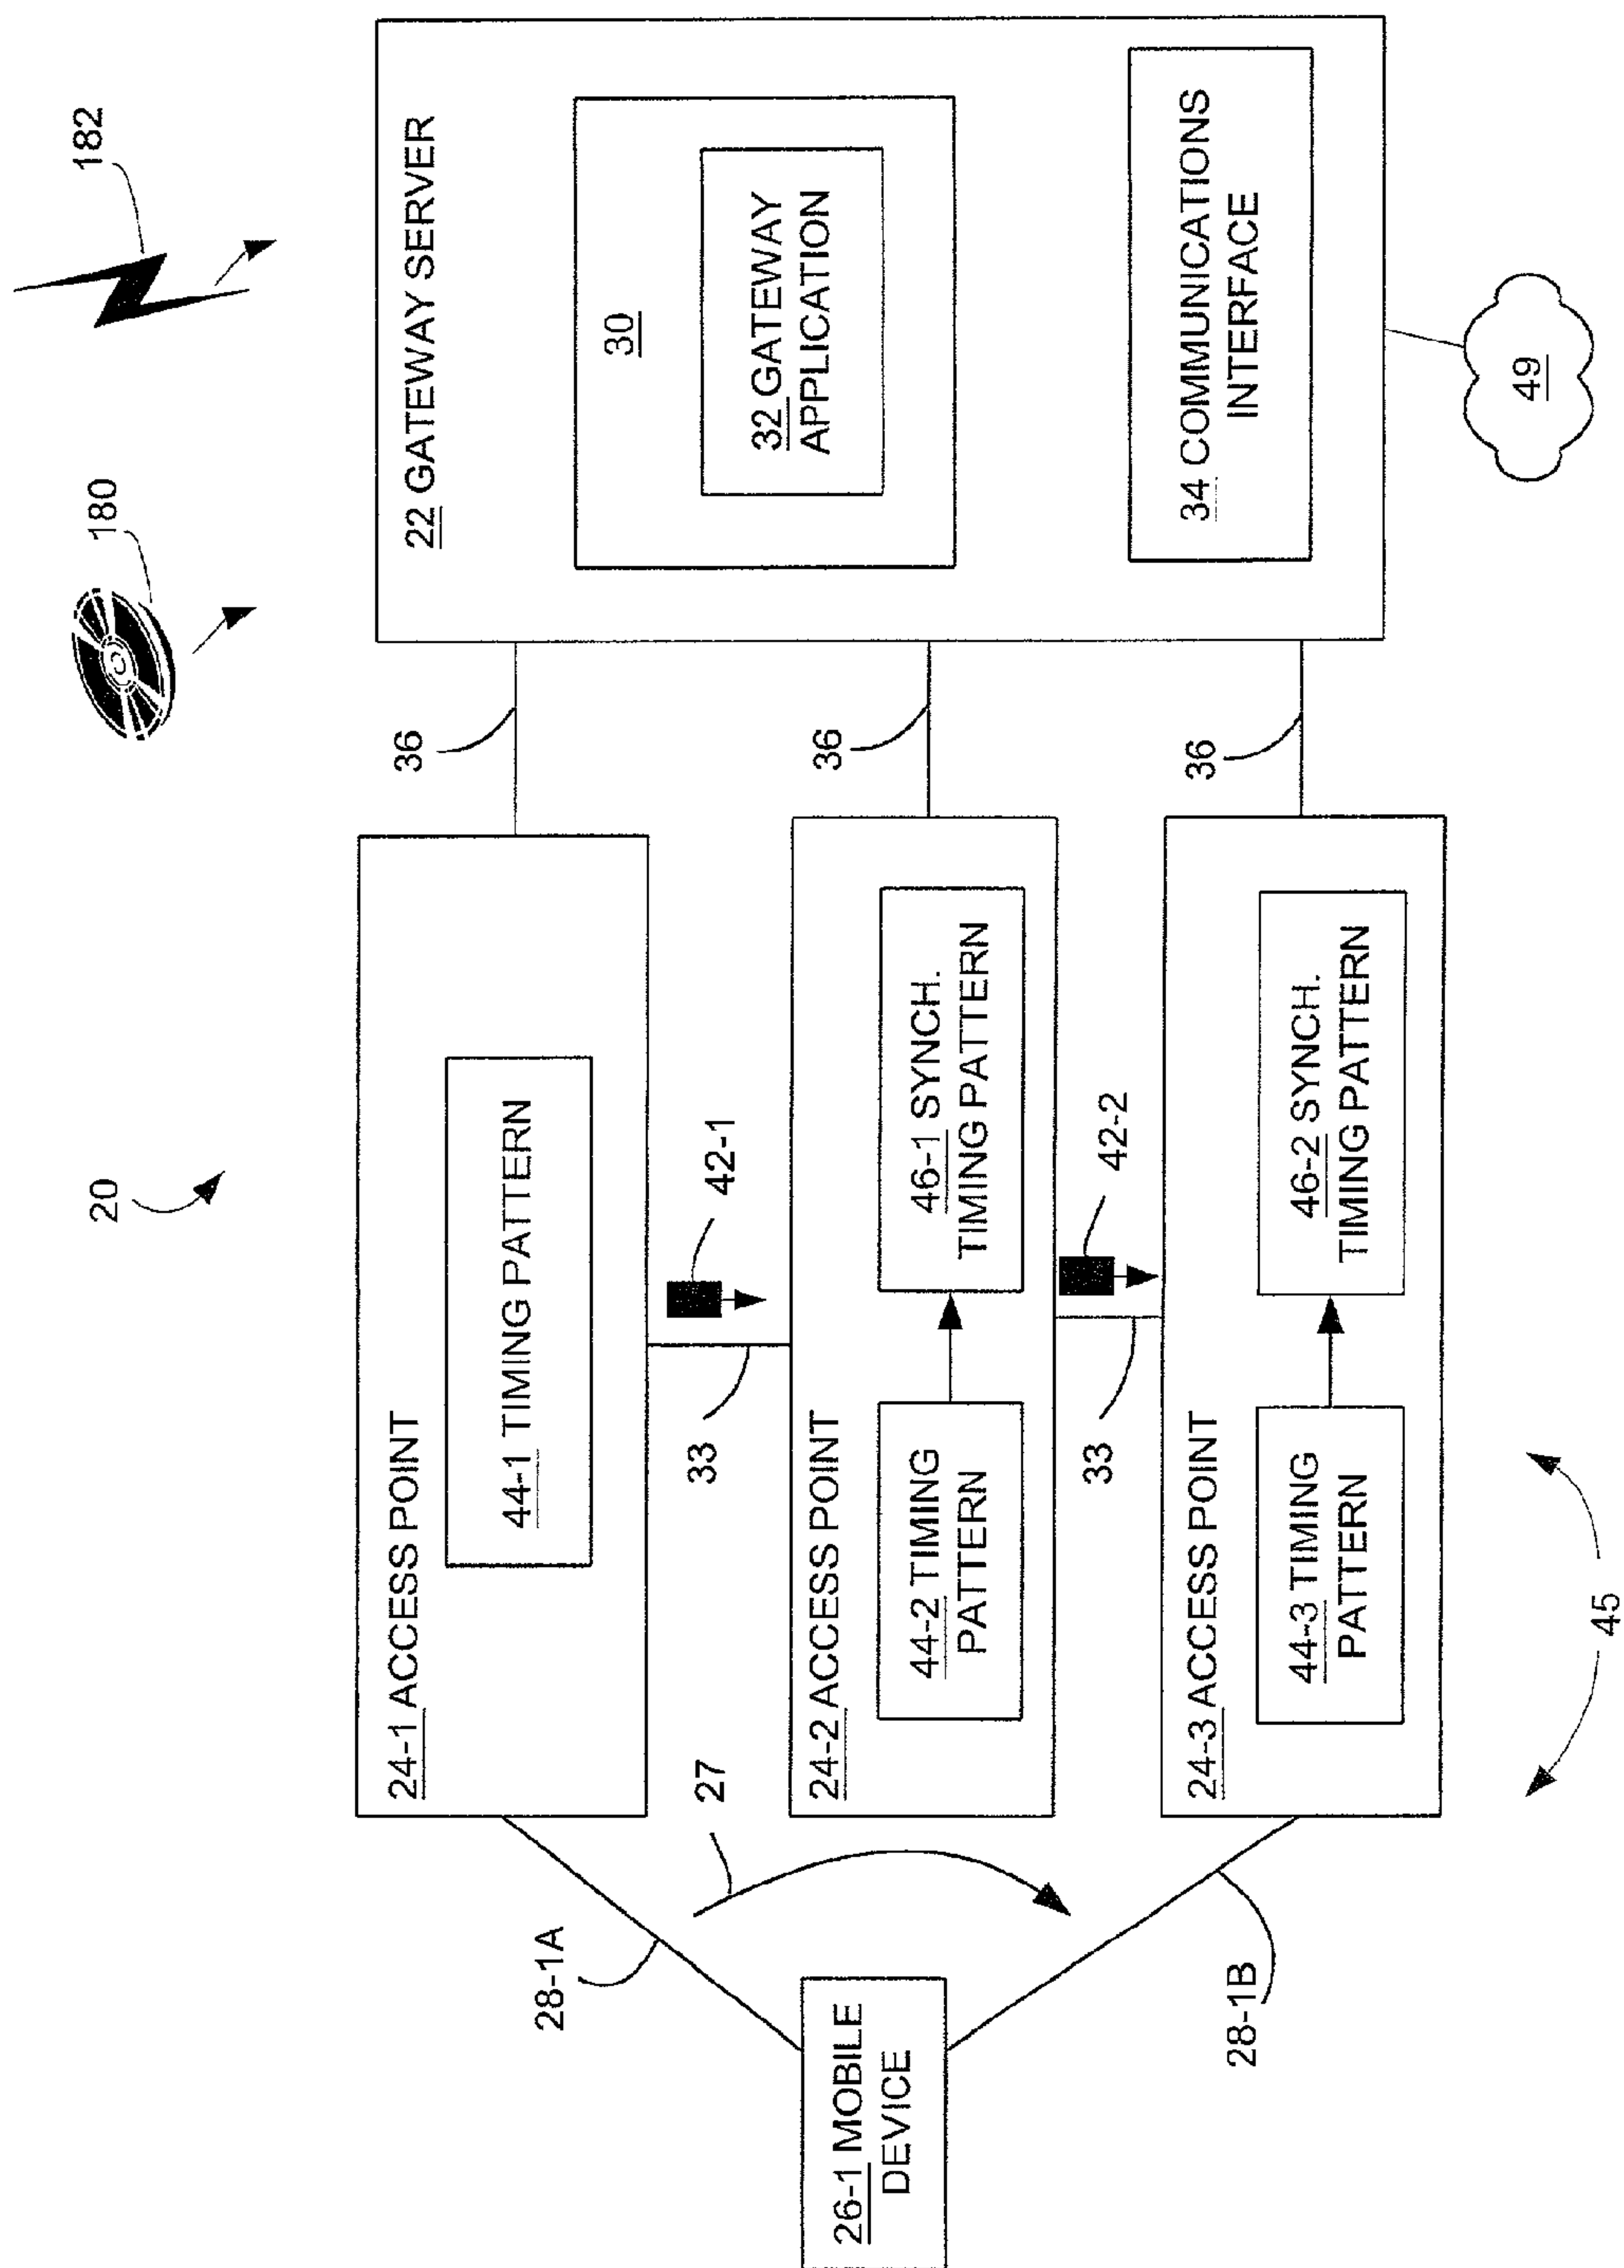 20
180
182
22 GATEWAY SERVER
30
32 GATEWAY
APPLICATION
34 COMMUNICATIONS
INTERFACE
49
36
36
36
24-1 ACCESS POINT
44-1 TIMING PATTERN
42-1
33
24-2 ACCESS POINT
44-2 TIMING
PATTERN
46-1 SYNCH.
TIMING PATTERN
42-2
33
24-3 ACCESS POINT
44-3 TIMING
PATTERN
46-2 SYNCH.
TIMING PATTERN
45
27
28-1A
26-1 MOBILE
DEVICE
28-1B